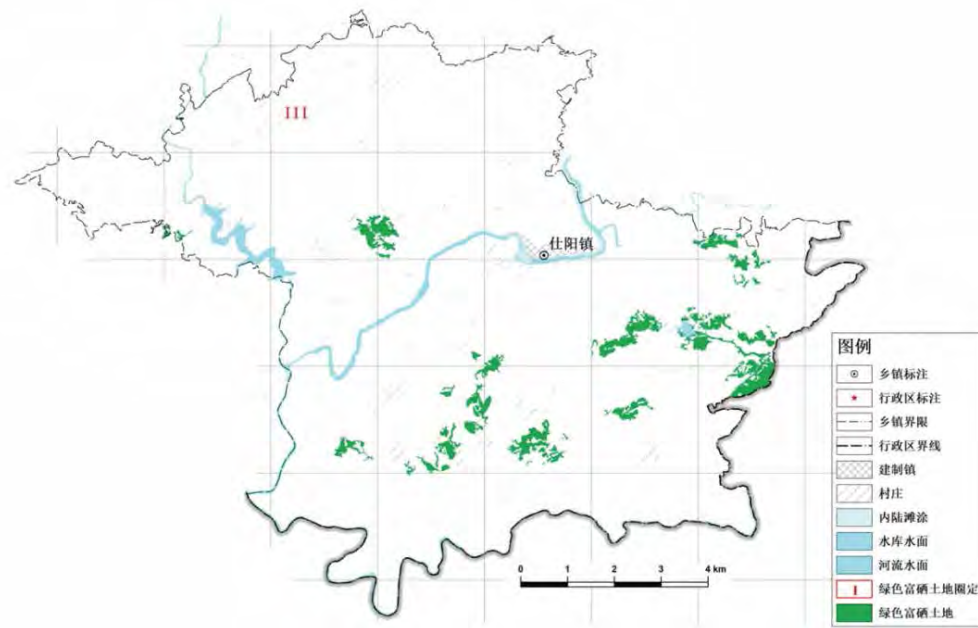 III
仕阳镇
图例
乡镇标注
行政区标注
乡镇界限
行政区界线
建制镇
村庄
内陆滩涂
水库水面
河流水面
I 绿色富硒土地圈定
绿色富硒土地
0 1 2 3 4 km